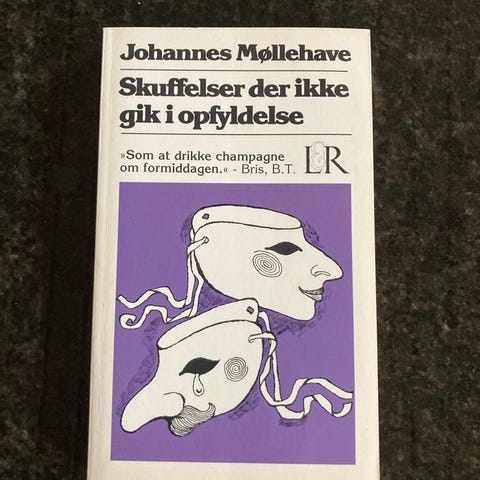 Johannes Møllehave
Skuffelser der ikke
gik i opfyldelse
»Som at drikke champagne
om formiddagen.« - Bris, B.T.
L&R